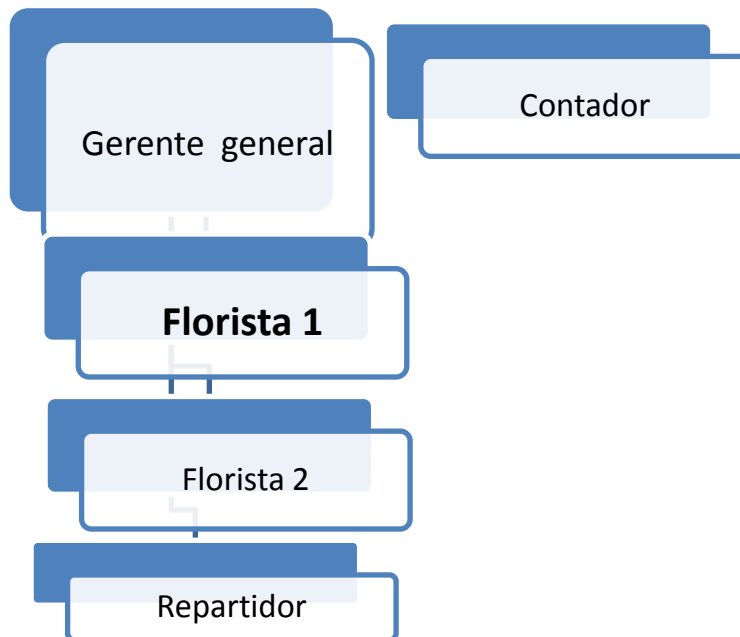 Gerente general
Contador
Florista 1
Florista 2
Repartidor